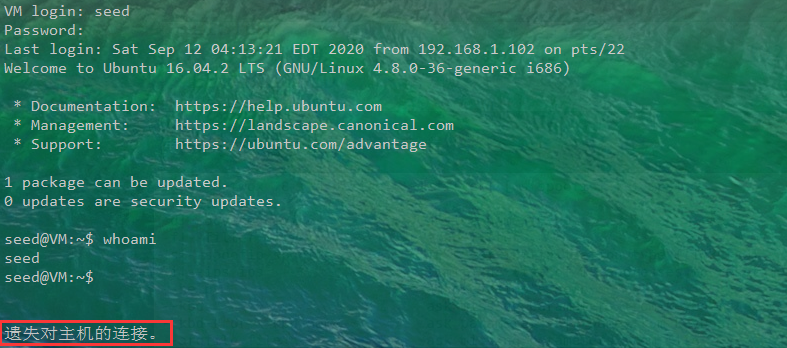 VM login: seed
Password:
Last login: Sat Sep 12 04:13:21 EDT 2020 from 192.168.1.102 on pts/22
Welcome to Ubuntu 16.04.2 LTS (GNU/Linux 4.8.0-36-generic i686)
* Documentation:  https://help.ubuntu.com
* Management:     https://landscape.canonical.com
* Support:        https://ubuntu.com/advantage
1 package can be updated.
0 updates are security updates.
seed@VM:~$ whoami
seed
seed@VM:~$
遗失对主机的连接。